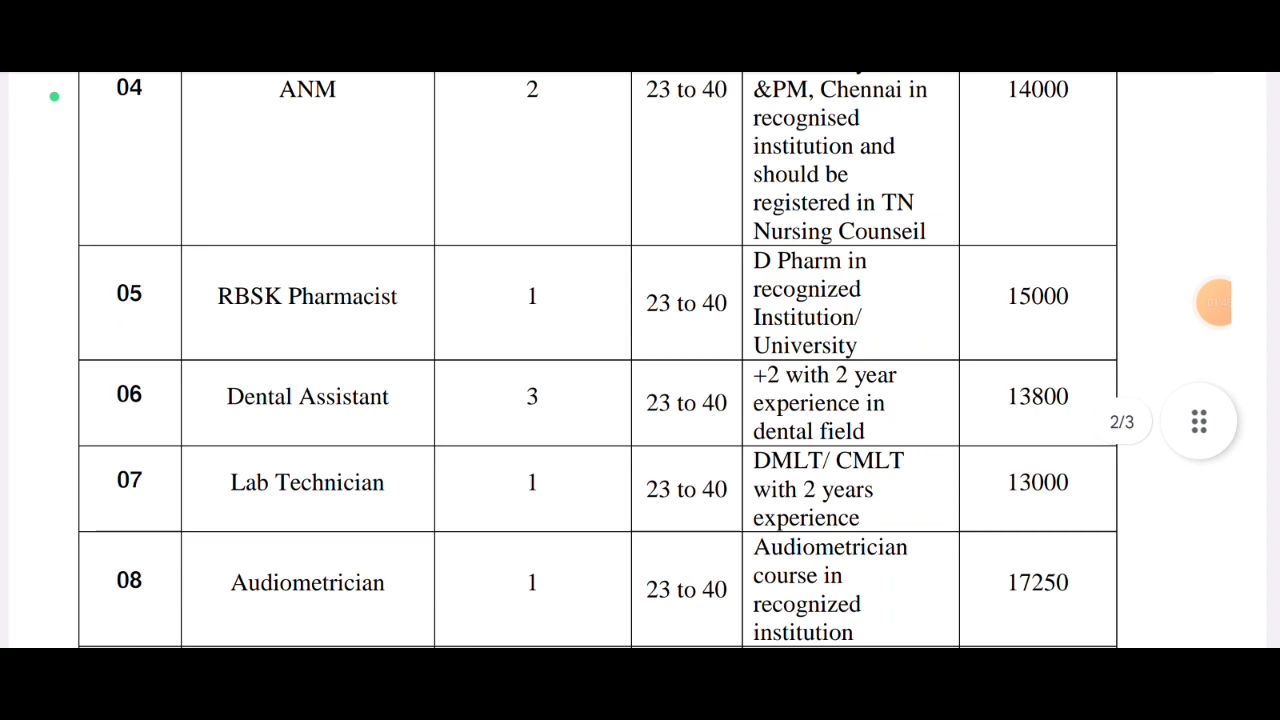 04
ANM
2
23 to 40
&PM, Chennai in
recognised
institution and
should be
registered in TN
Nursing Counseil
14000
05
RBSK Pharmacist
1
23 to 40
D Pharm in
recognized
Institution/
University
15000
06
Dental Assistant
3
23 to 40
+2 with 2 year
experience in
dental field
13800
2/3
07
Lab Technician
1
23 to 40
DMLT/ CMLT
with 2 years
experience
13000
08
Audiometrician
1
23 to 40
Audiometrician
course in
recognized
institution
17250